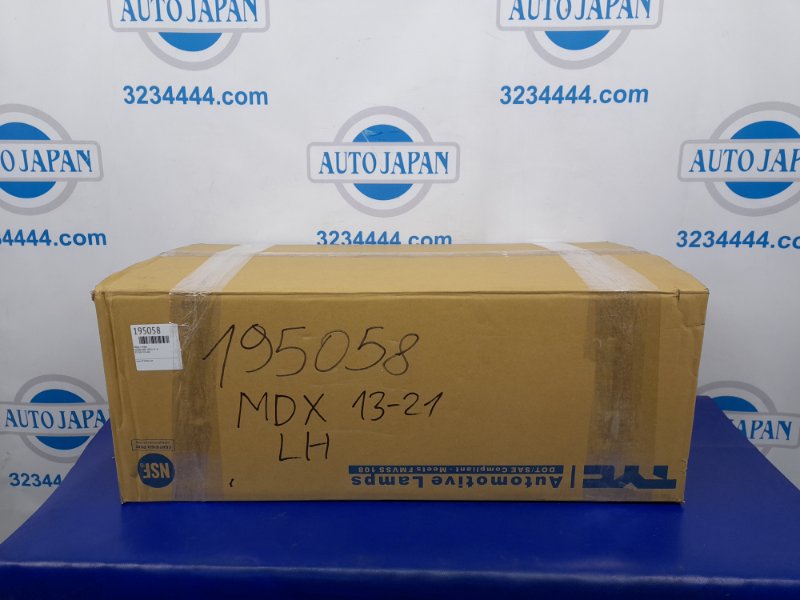 AUTO JAPAN
AUTO JAPAN
3234444.com
3234444.com
AUTO JAPAN
AUTO JAPAN
AUTO JAPAN
34444.com
3234444.com
3234444.com
195058
195058
MDX 13-21
LH
NSF
TYC Automotive Lamps
DOT/SAE Compliant - Meets FMVSS 108
AUTO JAPAN
AUTO JAPAN